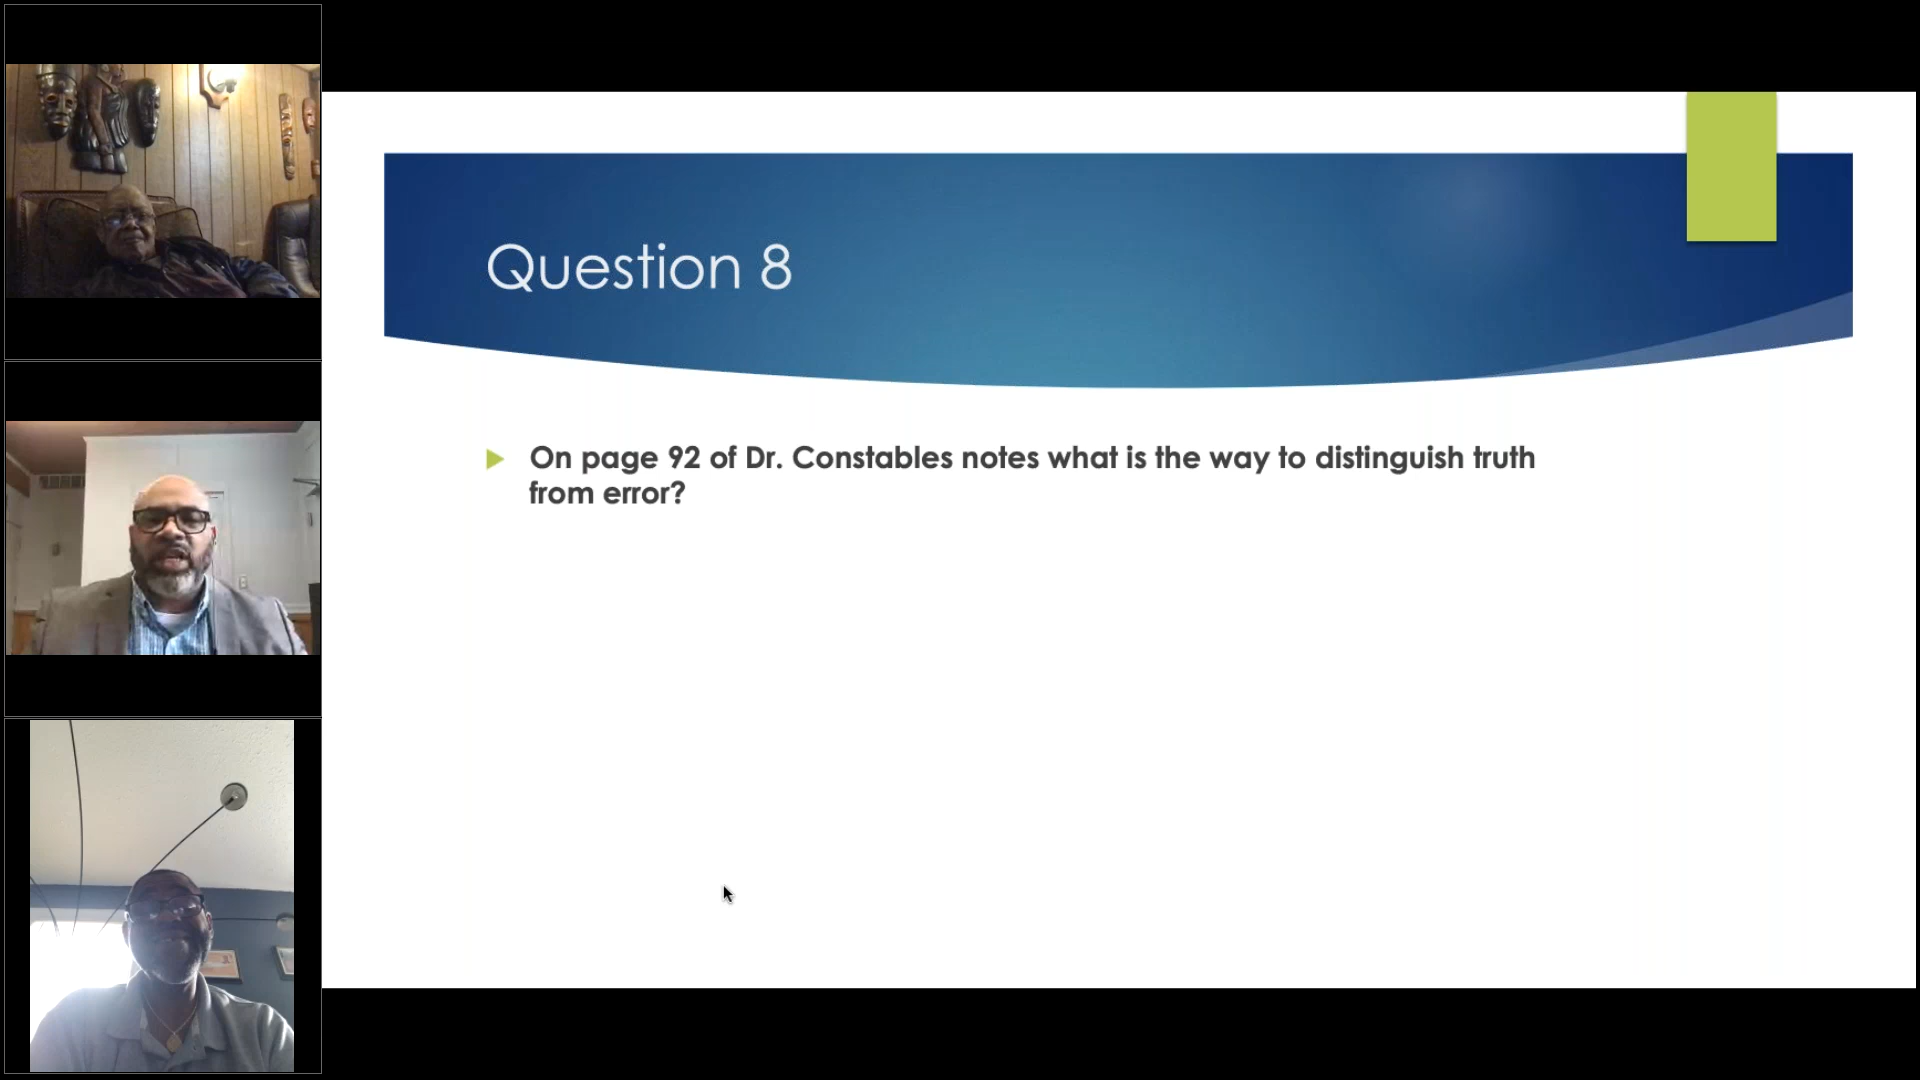 Question 8
On page 92 of Dr. Constables notes what is the way to distinguish truth
from error?